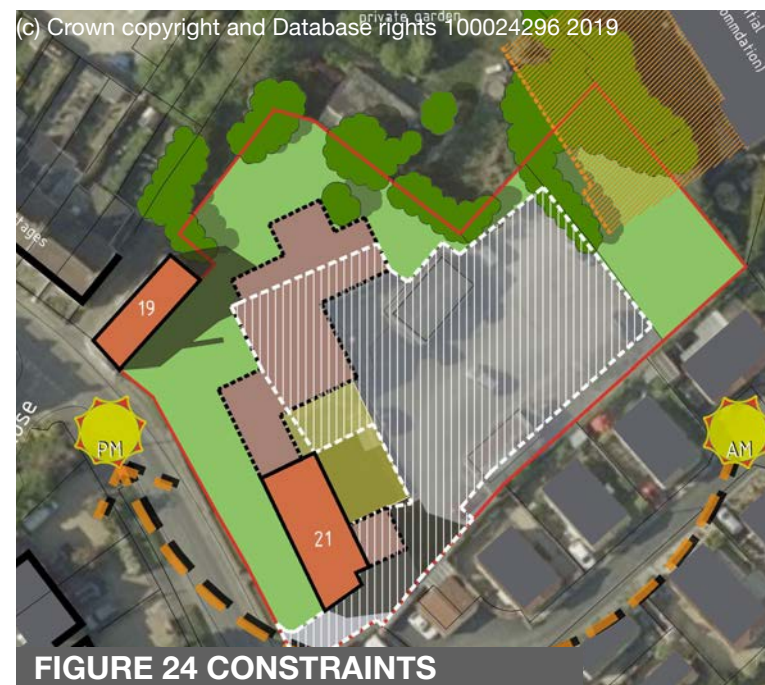 private garden
(c) Crown copyright and Database rights 100024296 2019
19
PM
AM
21
FIGURE 24 CONSTRAINTS